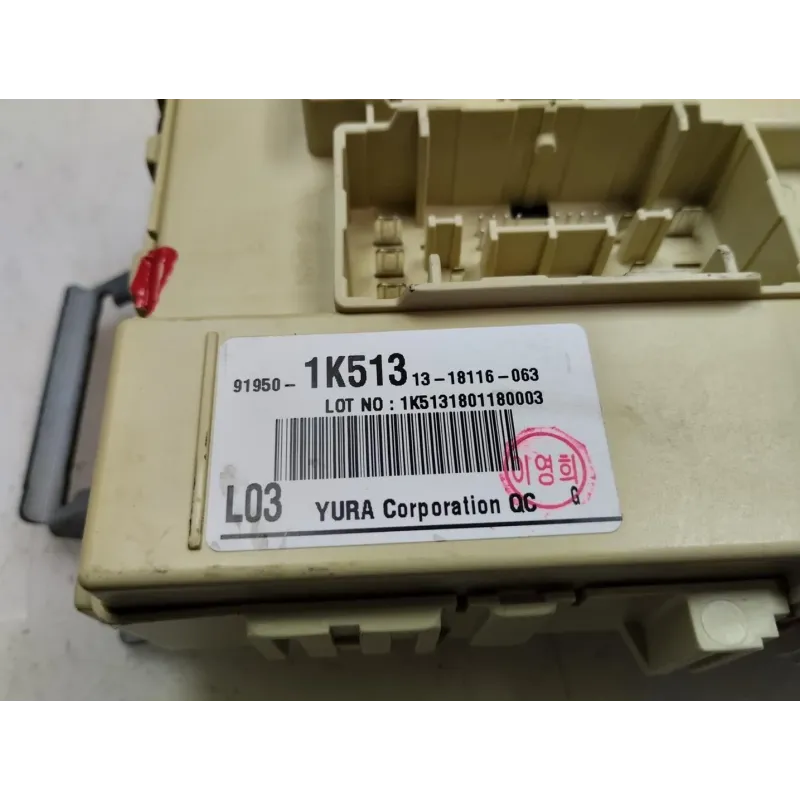 91950-1K513 13-18116-063
LOT NO : 1K5131801180003
이영희
L03 YURA Corporation QC G